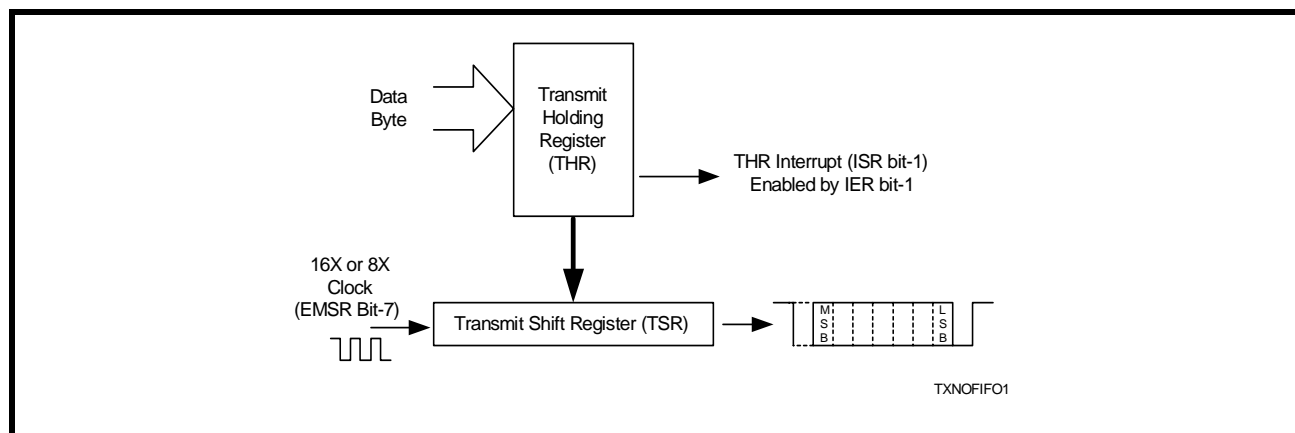 Data
Byte
Transmit
Holding
Register
(THR)
THR Interrupt (ISR bit-1)
Enabled by IER bit-1
16X or 8X
Clock
(EMSR Bit-7)
Transmit Shift Register (TSR)
M
S
B
L
S
B
TXNOFIFO1